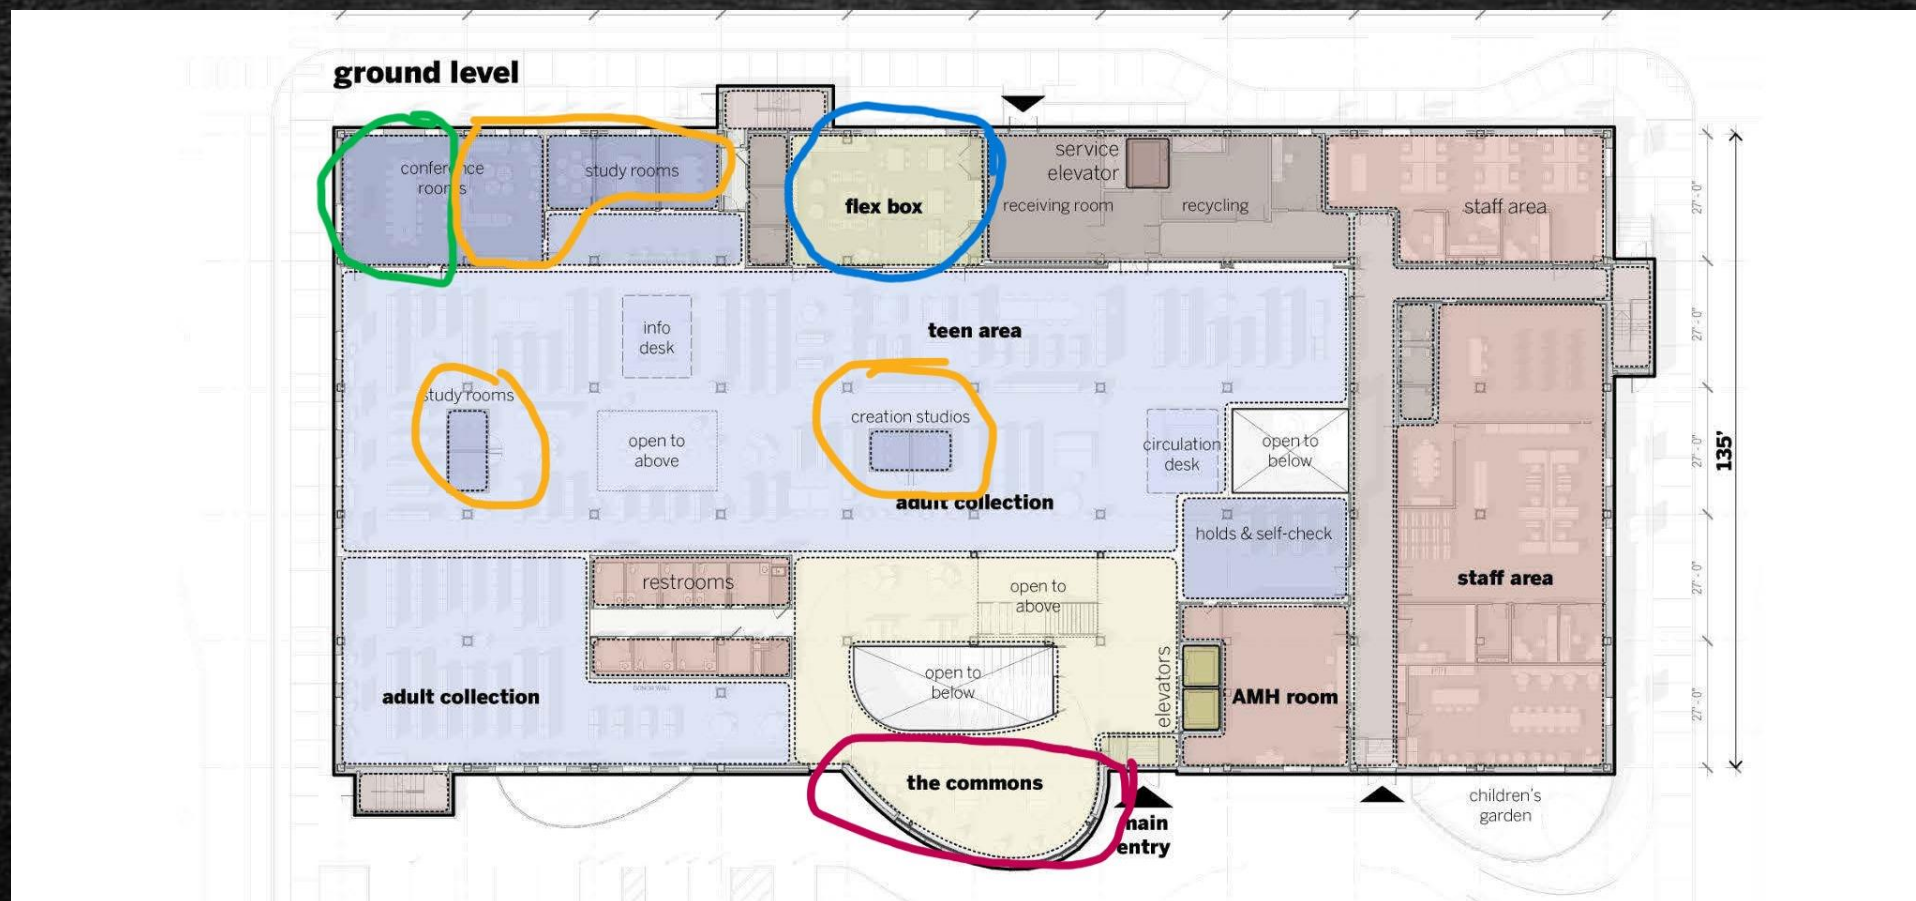 ground level
conference
rooms
study rooms
flex box
service
elevator
receiving room
recycling
staff area
27'-0"
info
desk
teen area
27'-0"
study rooms
open to
above
creation studios
adult collection
circulation
desk
open to
below
27'-0"
135'
holds & self-check
restrooms
open to
above
staff area
27'-0"
adult collection
open to
below
elevators
AMH room
27'-0"
the commons
main
entry
children's
garden